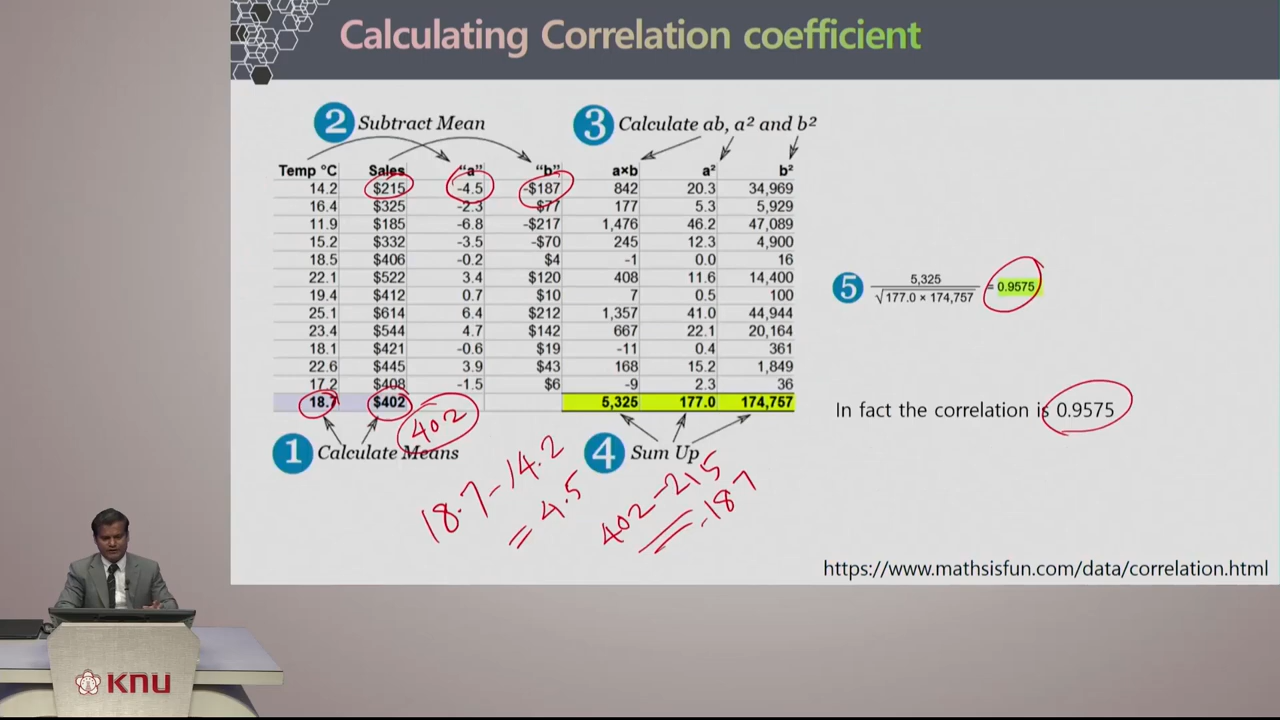 Calculating Correlation coefficient
2 Subtract Mean
3 Calculate ab, a² and b²
Temp °C Sales "a" "b" a×b a² b²
14.2 $215 -4.5 -$187 842 20.3 34,969
16.4 $325 -2.3 -$77 177 5.3 5,929
11.9 $185 -6.8 -$217 1,476 46.2 47,089
15.2 $332 -3.5 -$70 245 12.3 4,900
18.5 $406 -0.2 $4 -1 0.0 16
22.1 $522 3.4 $120 408 11.6 14,400
19.4 $412 0.7 $10 7 0.5 100
25.1 $614 6.4 $212 1,357 41.0 44,944
23.4 $544 4.7 $142 667 22.1 20,164
18.1 $421 -0.6 $19 -11 0.4 361
22.6 $445 3.9 $43 168 15.2 1,849
17.2 $408 -1.5 $6 -9 2.3 36
18.7 $402 5,325 177.0 174,757
402
1 Calculate Means
4 Sum Up
18.7-14.2
= 4.5
402-215
= -187
5 5,325 / √177.0 × 174,757 = 0.9575
In fact the correlation is 0.9575
https://www.mathsisfun.com/data/correlation.html
KNU